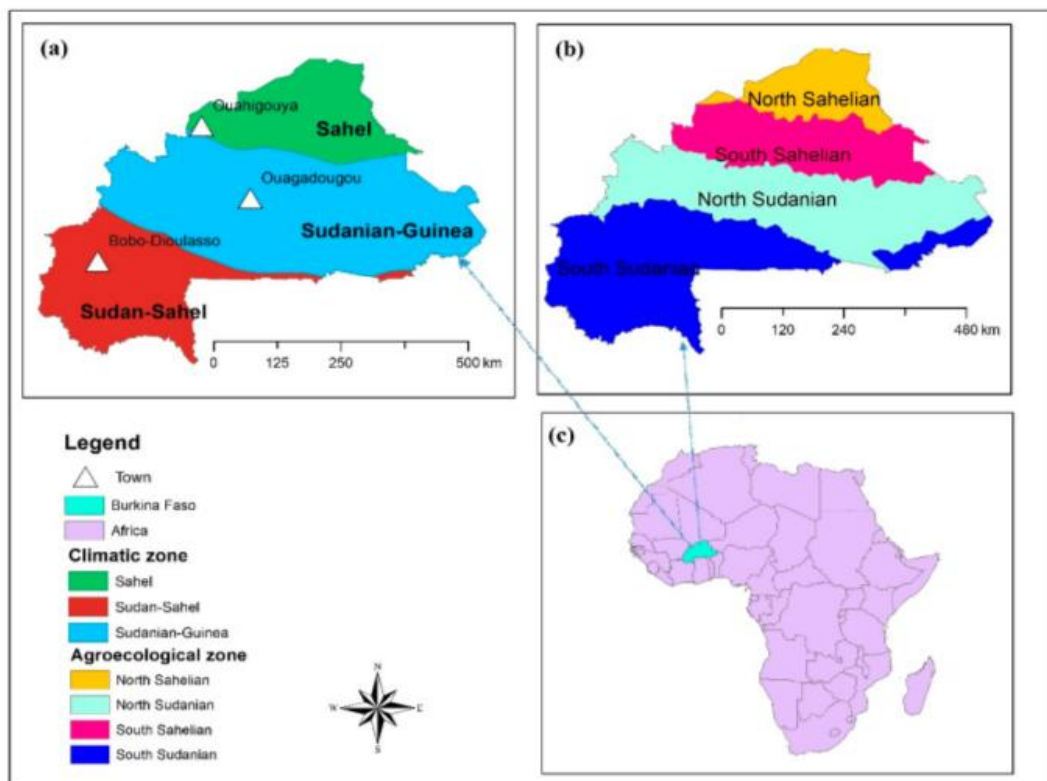 (a)
Ouahigouya
Sahel
Ouagadougou
Sudanian-Guinea
Bobo-Dioulasso
Sudan-Sahel
0 125 250 500 km
(b)
North Sahelian
South Sahelian
North Sudanian
South Sudanian
0 120 240 460 km
Legend
Town
Burkina Faso
Africa
Climatic zone
Sahel
Sudan-Sahel
Sudanian-Guinea
Agroecological zone
North Sahelian
North Sudanian
South Sahelian
South Sudanian
N
W E
S
(c)